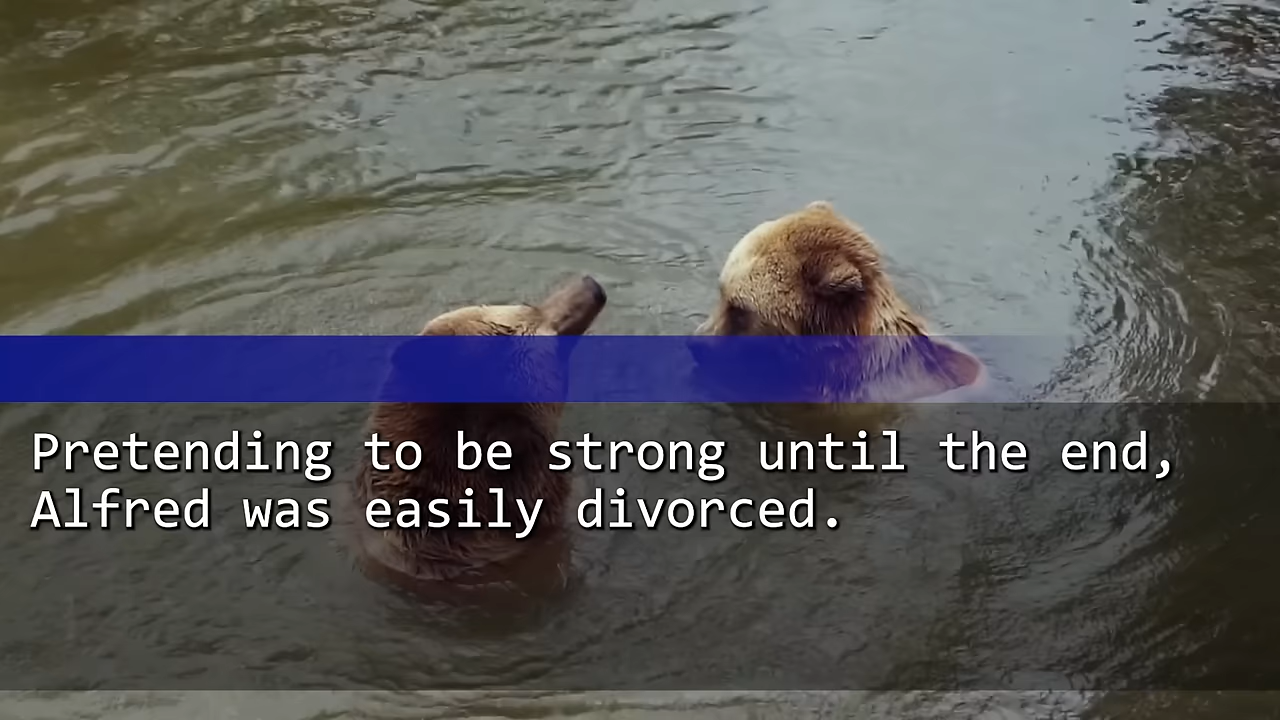 Pretending to be strong until the end,
Alfred was easily divorced.